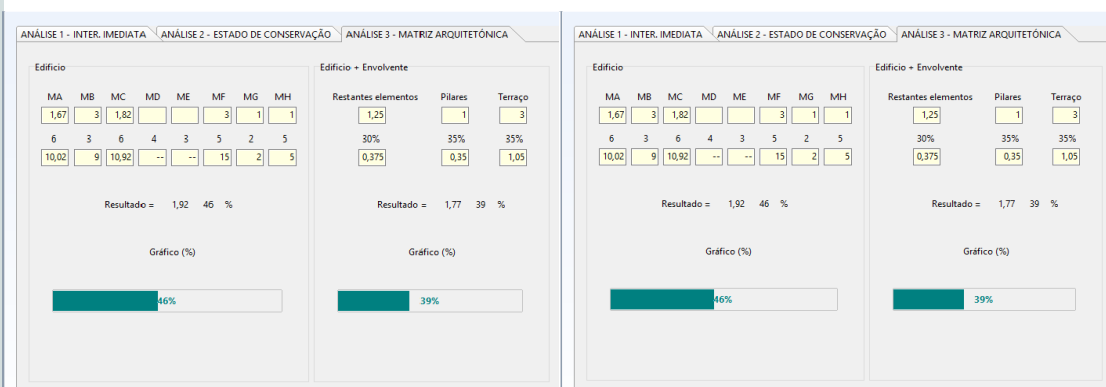 ANÁLISE 1 - INTER. IMEDIATA ANÁLISE 2 - ESTADO DE CONSERVAÇÃO ANÁLISE 3 - MATRIZ ARQUITETÓNICA
Edifício
MA MB MC MD ME MF MG MH
1,67 3 1,82 3 1 1
6 3 6 4 3 5 2 5
10,02 9 10,92 -- -- 15 2 5
Resultado = 1,92 46 %
Gráfico (%)
46%
Edifício + Envolvente
Restantes elementos Pilares Terraço
1,25 1 3
30% 35% 35%
0,375 0,35 1,05
Resultado = 1,77 39 %
Gráfico (%)
39%
ANÁLISE 1 - INTER. IMEDIATA ANÁLISE 2 - ESTADO DE CONSERVAÇÃO ANÁLISE 3 - MATRIZ ARQUITETÓNICA
Edifício
MA MB MC MD ME MF MG MH
1,67 3 1,82 3 1 1
6 3 6 4 3 5 2 5
10,02 9 10,92 -- -- 15 2 5
Resultado = 1,92 46 %
Gráfico (%)
46%
Edifício + Envolvente
Restantes elementos Pilares Terraço
1,25 1 3
30% 35% 35%
0,375 0,35 1,05
Resultado = 1,77 39 %
Gráfico (%)
39%